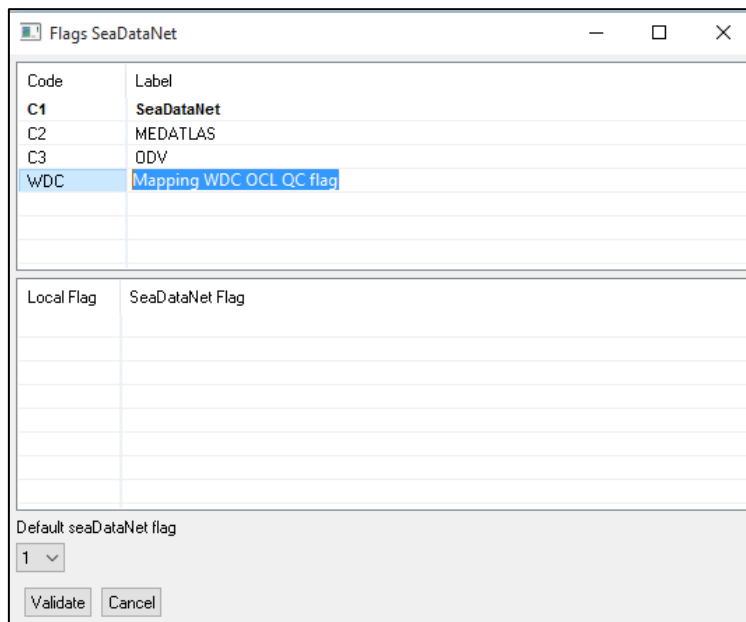 Flags SeaDataNet
Code Label
C1 SeaDataNet
C2 MEDATLAS
C3 ODV
WDC Mapping WDC OCL QC flag
Local Flag SeaDataNet Flag
Default seaDataNet flag
1
Validate Cancel